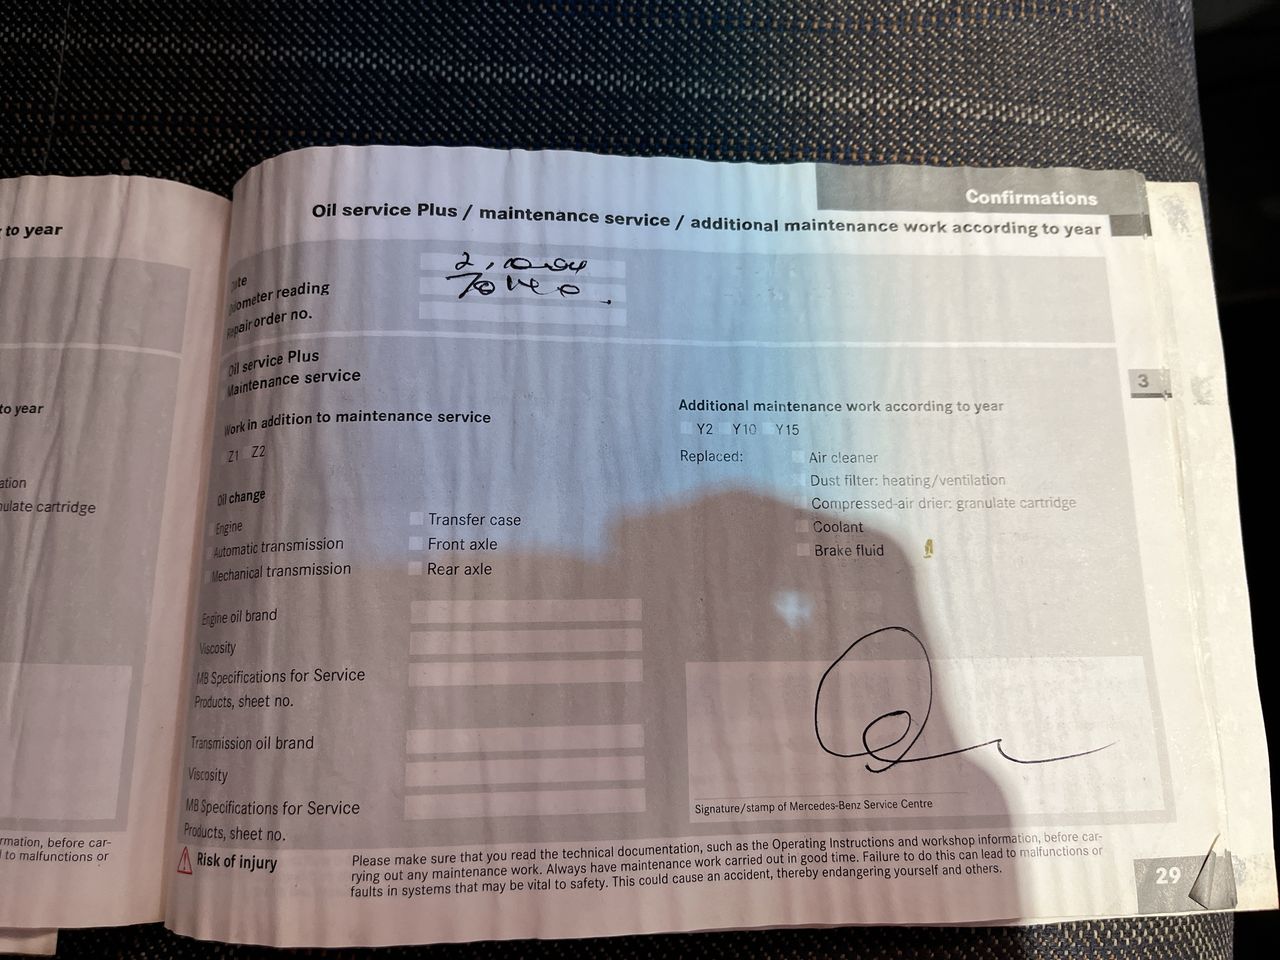 to year
to year
ation
nulate cartridge
rmation, before car-
l to malfunctions or
Confirmations
Oil service Plus / maintenance service / additional maintenance work according to year
Date
Odometer reading
Repair order no.
2.10.04
Oil service Plus
Maintenance service
Work in addition to maintenance service
Z1 Z2
Oil change
Engine
Automatic transmission
Mechanical transmission
Transfer case
Front axle
Rear axle
Engine oil brand
Viscosity
MB Specifications for Service
Products, sheet no.
Transmission oil brand
Viscosity
MB Specifications for Service
Products, sheet no.
Additional maintenance work according to year
Y2 Y10 Y15
Replaced:
Air cleaner
Dust filter: heating/ventilation
Compressed-air drier: granulate cartridge
Coolant
Brake fluid
Signature/stamp of Mercedes-Benz Service Centre
Risk of injury
Please make sure that you read the technical documentation, such as the Operating Instructions and workshop information, before car-
rying out any maintenance work. Always have maintenance work carried out in good time. Failure to do this can lead to malfunctions or
faults in systems that may be vital to safety. This could cause an accident, thereby endangering yourself and others.
3
29